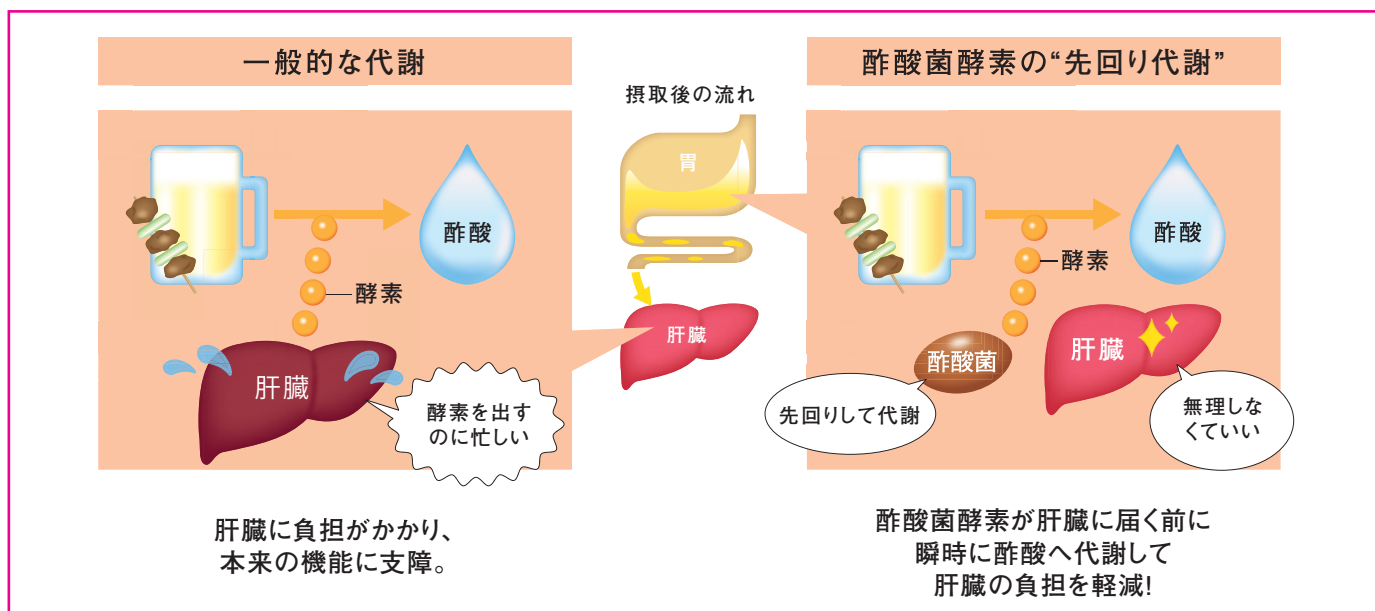 一般的な代謝
酢酸
酵素
肝臓
酵素を出す
のに忙しい
肝臓に負担がかかり、
本来の機能に支障。
摂取後の流れ
胃
肝臓
酢酸菌酵素の“先回り代謝”
酢酸
酵素
酢酸菌
肝臓
先回りして代謝
無理しな
くていい
酢酸菌酵素が肝臓に届く前に
瞬時に酢酸へ代謝して
肝臓の負担を軽減!